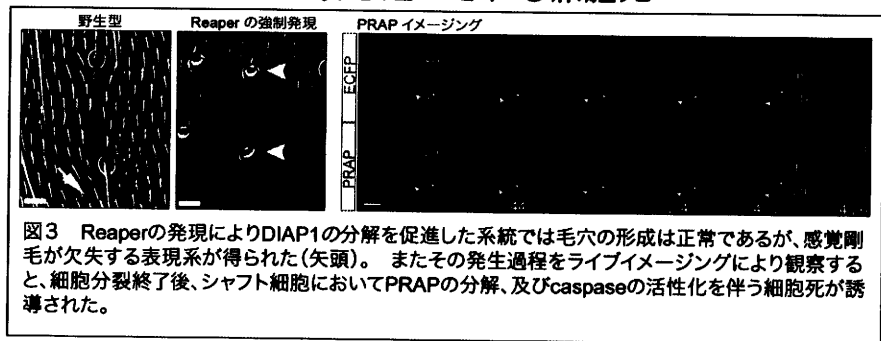 野生型 Reaper の強制発現 PRAP イメージング
ECFP
PRAP
図3 Reaperの発現によりDIAP1の分解を促進した系統では毛穴の形成は正常であるが、感覚剛
毛が欠失する表現系が得られた(矢頭)。 またその発生過程をライブイメージングにより観察する
と、細胞分裂終了後、シャフト細胞においてPRAPの分解、及びcaspaseの活性化を伴う細胞死が誘
導された。